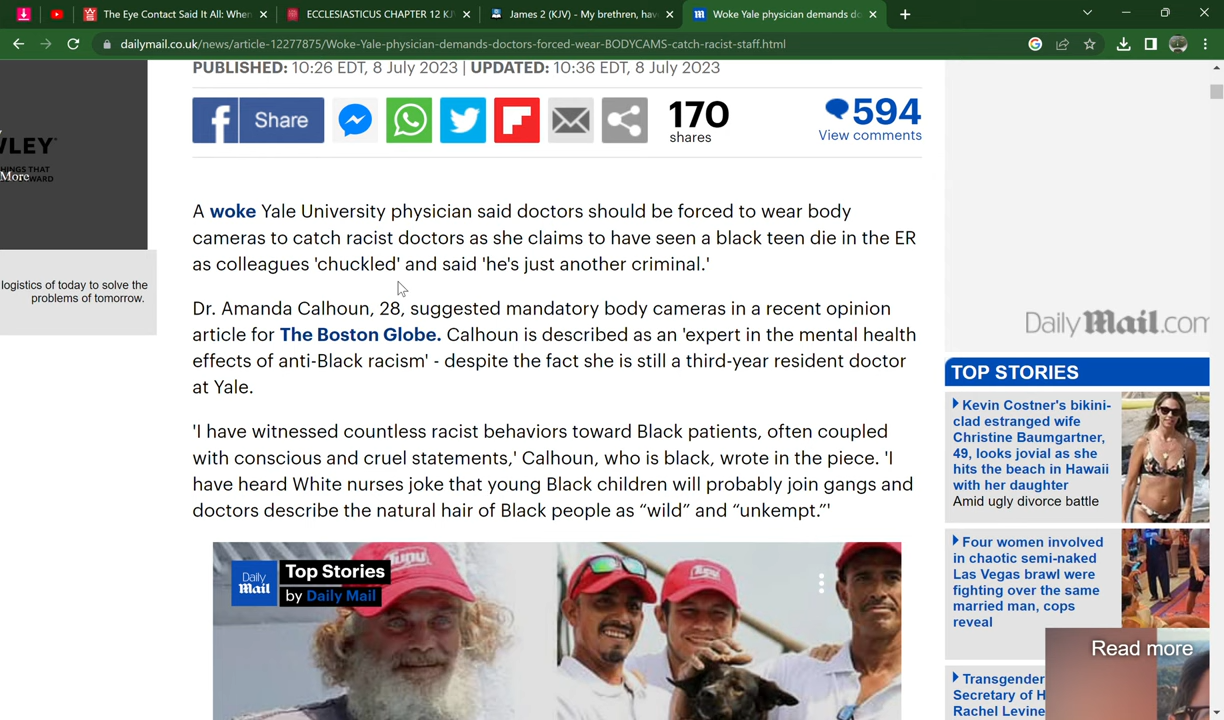 The Eye Contact Said It All: When
ECCLESIASTICUS CHAPTER 12 KJ
James 2 (KJV) - My brethren, hav
Woke Yale physician demands do
dailymail.co.uk/news/article-12277875/Woke-Yale-physician-demands-doctors-forced-wear-BODYCAMS-catch-racist-staff.html
PUBLISHED: 10:26 EDT, 8 July 2023 | UPDATED: 10:36 EDT, 8 July 2023
f Share
170
shares
594
View comments
A woke Yale University physician said doctors should be forced to wear body
cameras to catch racist doctors as she claims to have seen a black teen die in the ER
as colleagues 'chuckled' and said 'he's just another criminal.'
Dr. Amanda Calhoun, 28, suggested mandatory body cameras in a recent opinion
article for The Boston Globe. Calhoun is described as an 'expert in the mental health
effects of anti-Black racism' - despite the fact she is still a third-year resident doctor
at Yale.
'I have witnessed countless racist behaviors toward Black patients, often coupled
with conscious and cruel statements,' Calhoun, who is black, wrote in the piece. 'I
have heard White nurses joke that young Black children will probably join gangs and
doctors describe the natural hair of Black people as “wild” and “unkempt.”'
Daily Mail
Top Stories
by Daily Mail
WLEY
More
logistics of today to solve the
problems of tomorrow.
DailyMail.com
TOP STORIES
Kevin Costner's bikini-
clad estranged wife
Christine Baumgartner,
49, looks jovial as she
hits the beach in Hawaii
with her daughter
Amid ugly divorce battle
Four women involved
in chaotic semi-naked
Las Vegas brawl were
fighting over the same
married man, cops
reveal
Transgender
Secretary of H
Rachel Levine
Read more